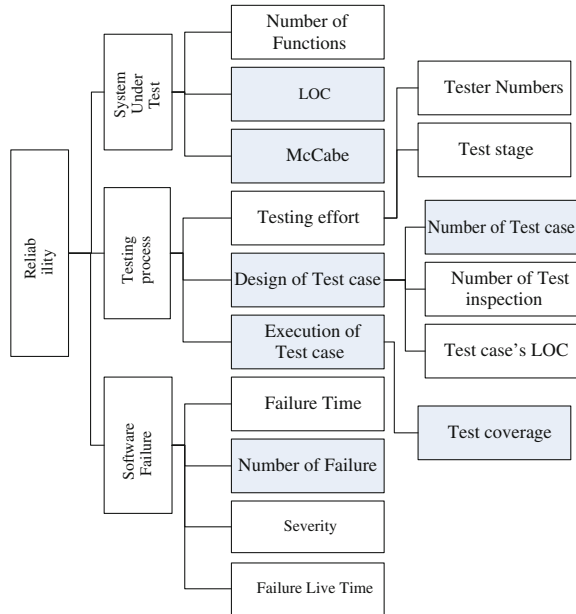 Reliab
ility
System
Under
Test
Number of
Functions
LOC
McCabe
Testing
process
Testing effort
Tester Numbers
Test stage
Design of Test case
Number of Test case
Number of Test
inspection
Test case's LOC
Execution of
Test case
Test coverage
Software
Failure
Failure Time
Number of Failure
Severity
Failure Live Time